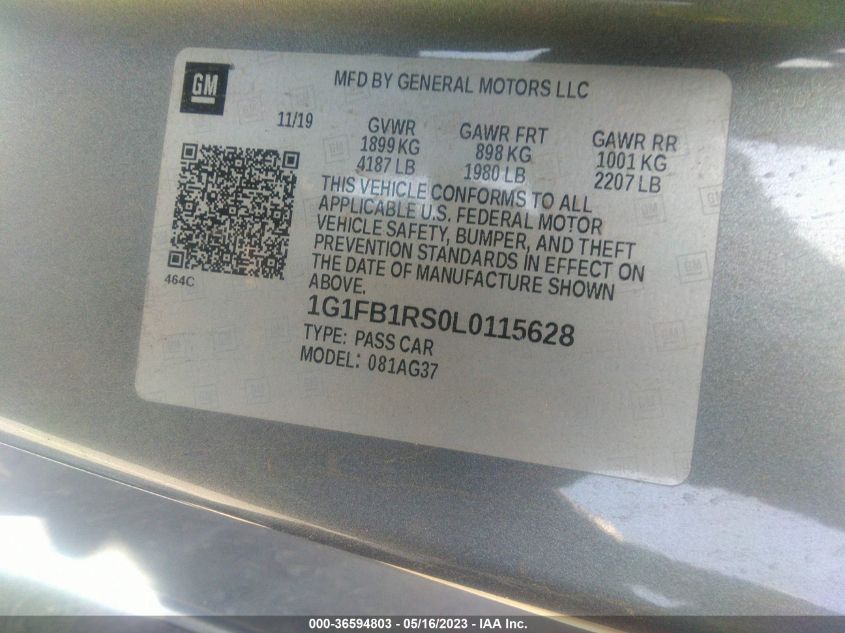 GM
MFD BY GENERAL MOTORS LLC
11/19 GVWR GAWR FRT GAWR RR
1899 KG 898 KG 1001 KG
4187 LB 1980 LB 2207 LB
THIS VEHICLE CONFORMS TO ALL
APPLICABLE U.S. FEDERAL MOTOR
VEHICLE SAFETY, BUMPER, AND THEFT
PREVENTION STANDARDS IN EFFECT ON
THE DATE OF MANUFACTURE SHOWN
ABOVE.
464C
1G1FB1RS0L0115628
TYPE: PASS CAR
MODEL: 081AG37
000-36594803 - 05/16/2023 - IAA Inc.